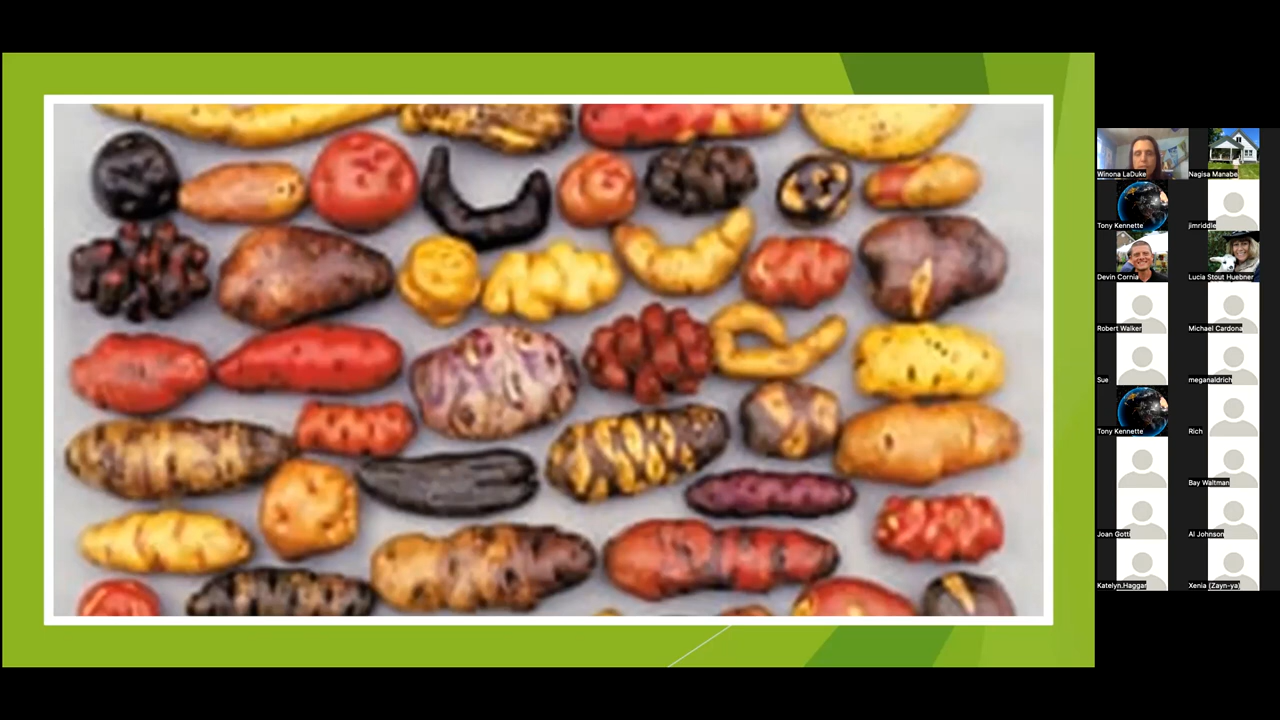 Winona LaDuke
Nagisa Manabe
Tony Kennette
jimriddle
Devin Cornia
Lucia Stout Huebner
Robert Walker
Michael Cardona
Sue
meganaldrich
Tony Kennette
Rich
Bay Waltman
Joan Gotti
Al Johnson
Katelyn.Haggar
Xenia (Zayn-ya)